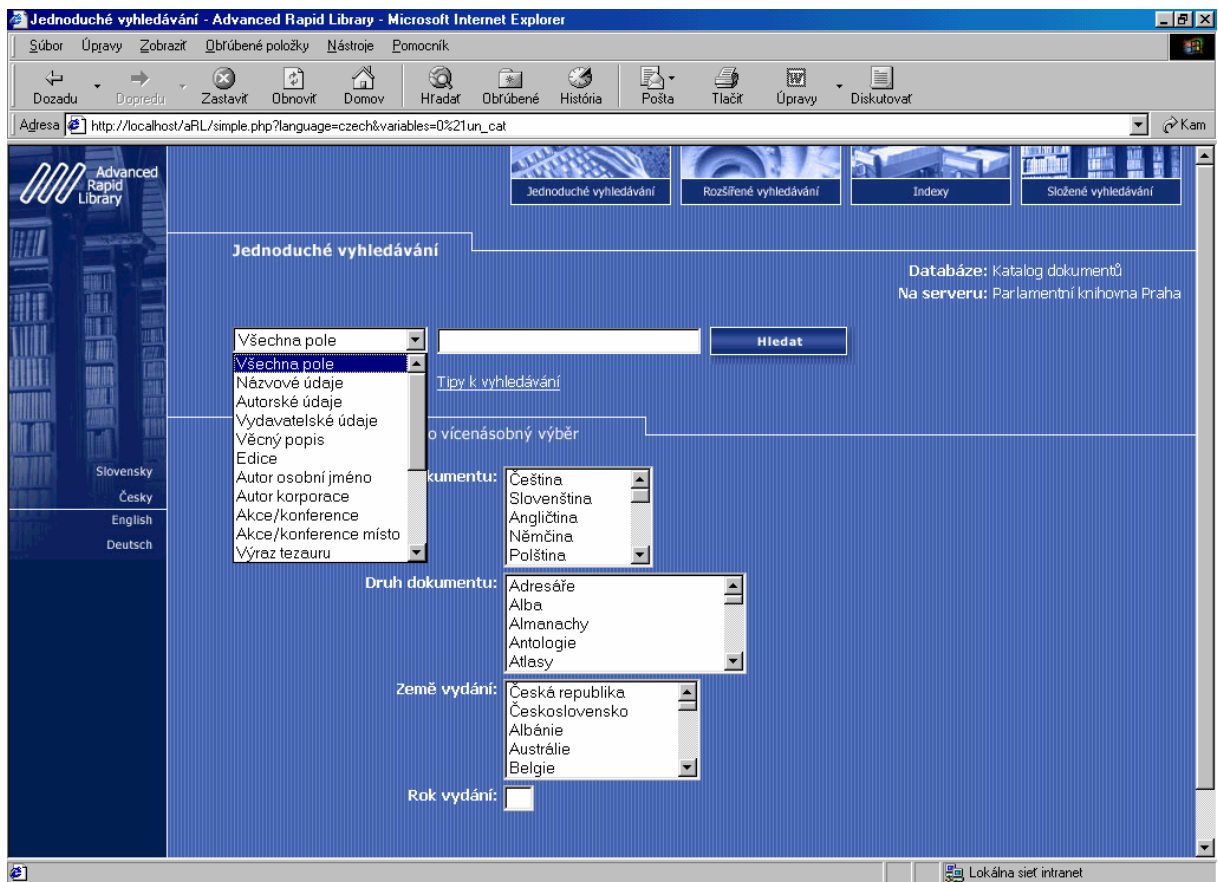 Jednoduché vyhledávání - Advanced Rapid Library - Microsoft Internet Explorer
Súbor Úpravy Zobraziť Obľúbené položky Nástroje Pomocník
Dozadu Dopredu Zastaviť Obnoviť Domov Hľadať Obľúbené História Pošta Tlačiť Úpravy Diskutovať
Adresa http://localhost/aRL/simple.php?language=czech&variables=0%21un_cat Kam
Advanced
Rapid
Library
Jednoduché vyhledávání Rozšířené vyhledávání Indexy Složené vyhledávání
Jednoduché vyhledávání
Databáze: Katalog dokumentů
Na serveru: Parlamentní knihovna Praha
Všechna pole Hledat
Všechna pole
Názvové údaje
Autorské údaje
Vydavatelské údaje
Věcný popis
Edice
Autor osobní jméno
Autor korporace
Akce/konference
Akce/konference místo
Výraz tezauru
Tipy k vyhledávání
o vícenásobný výběr
kumentu:
Čeština
Slovenština
Angličtina
Němčina
Polština
Slovensky
Česky
English
Deutsch
Druh dokumentu:
Adresáře
Alba
Almanachy
Antologie
Atlasy
Země vydání:
Česká republika
Československo
Albánie
Austrálie
Belgie
Rok vydání:
Lokálna sieť intranet